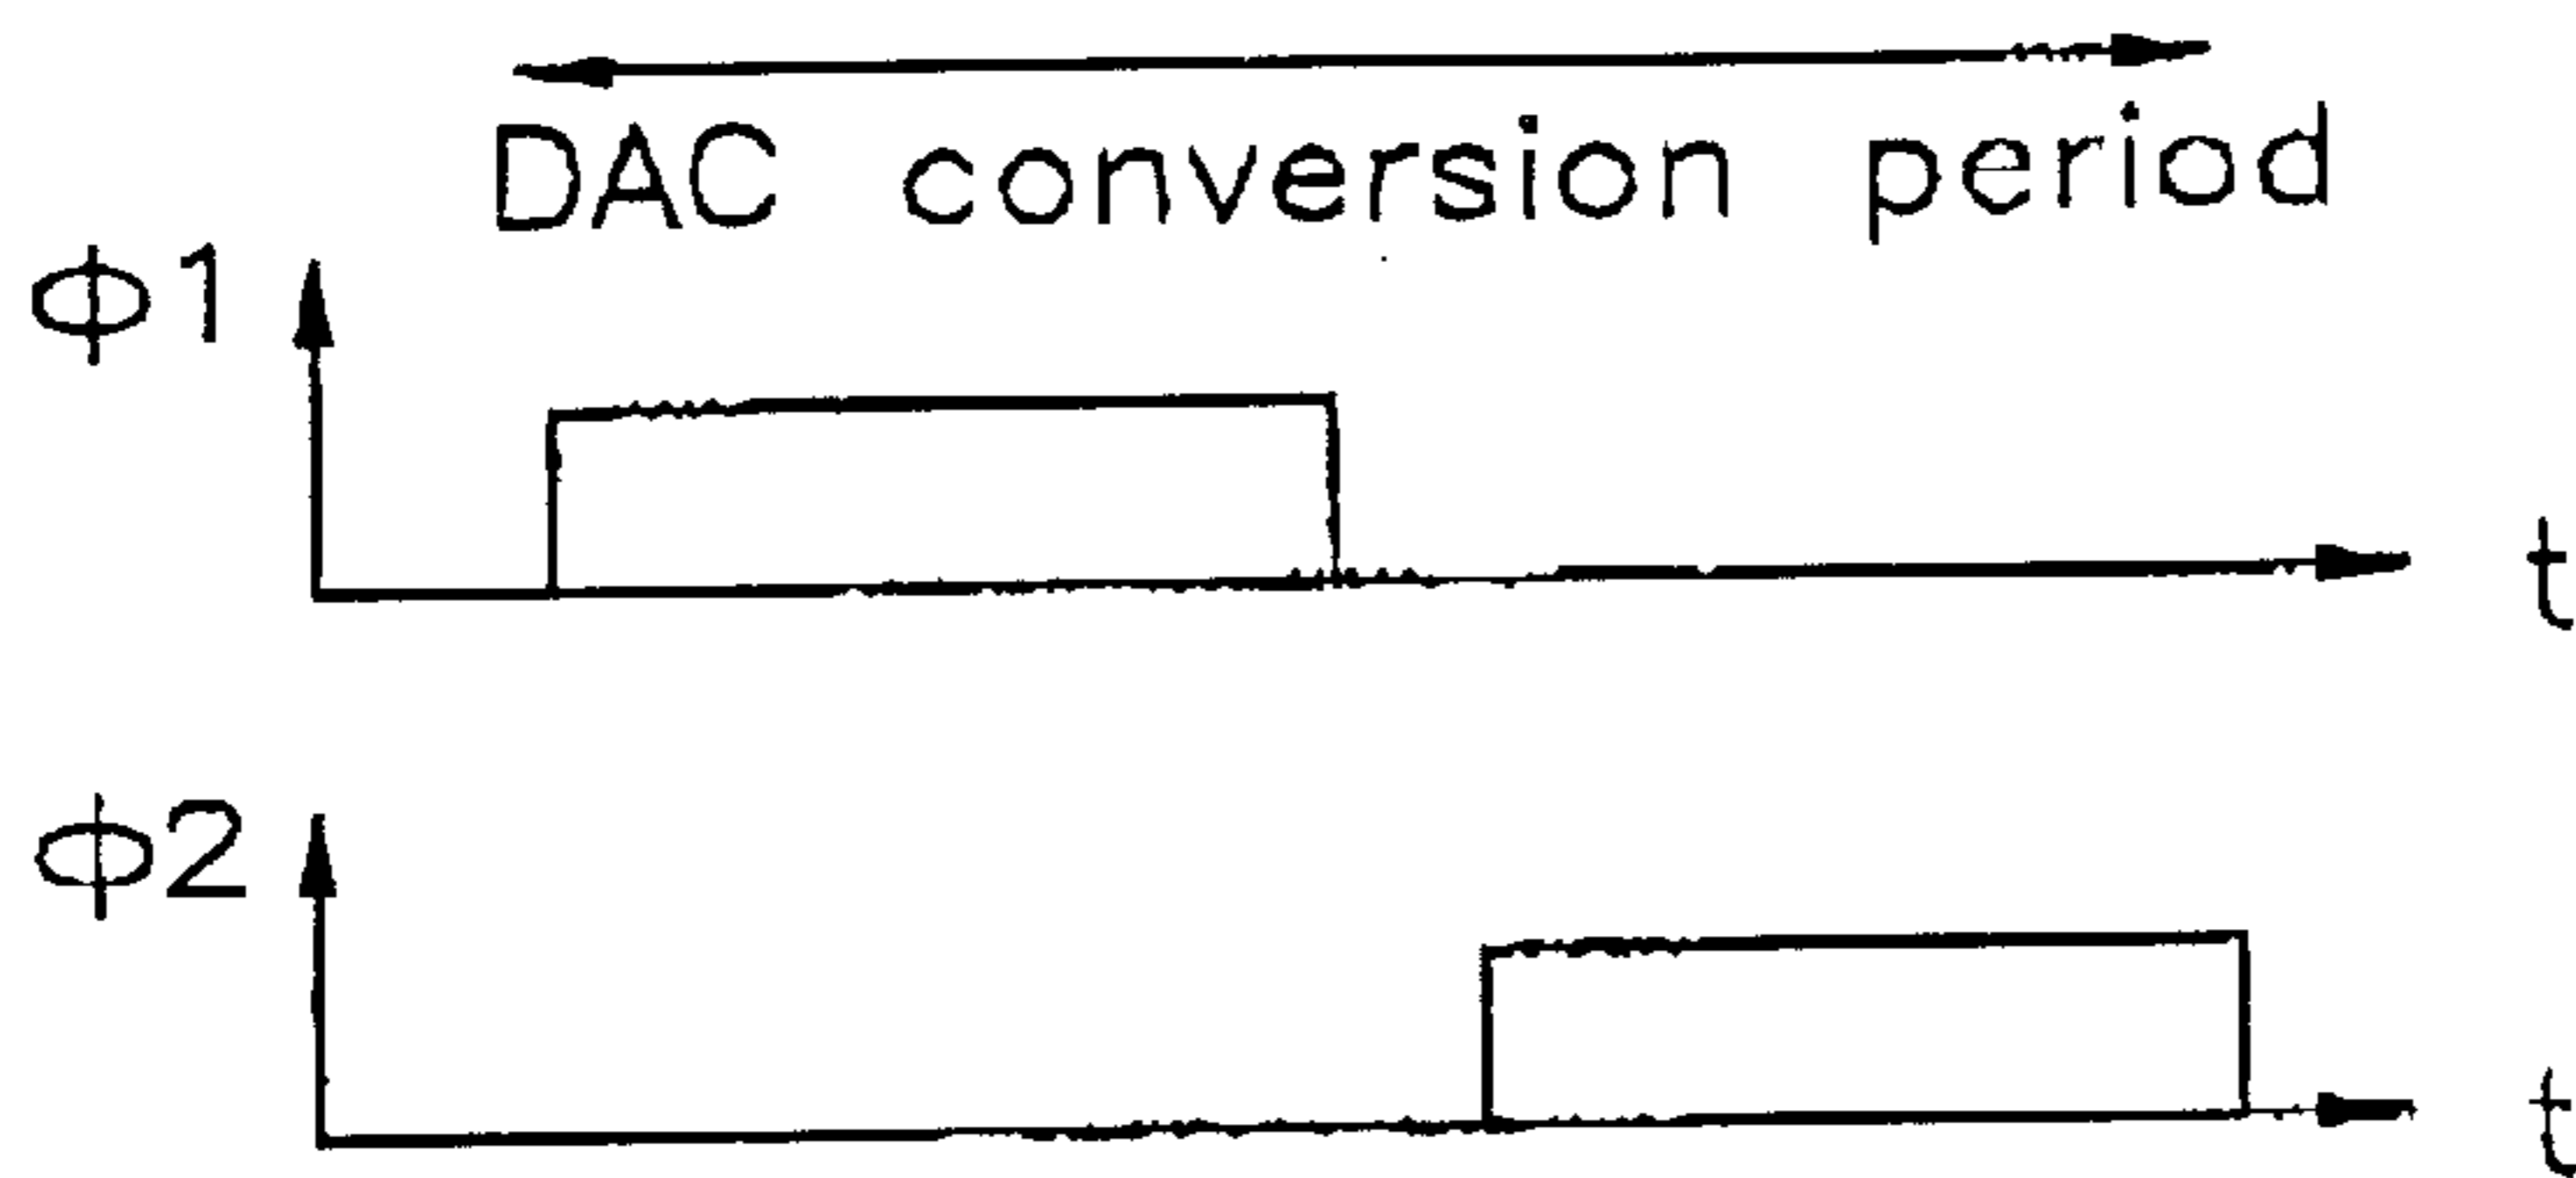 DAC conversion period
ϕ1
t
ϕ2
t